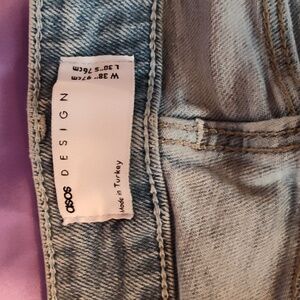 asos DESIGN
Made in Turkey
W 38" 97cm
L 30"S 76cm